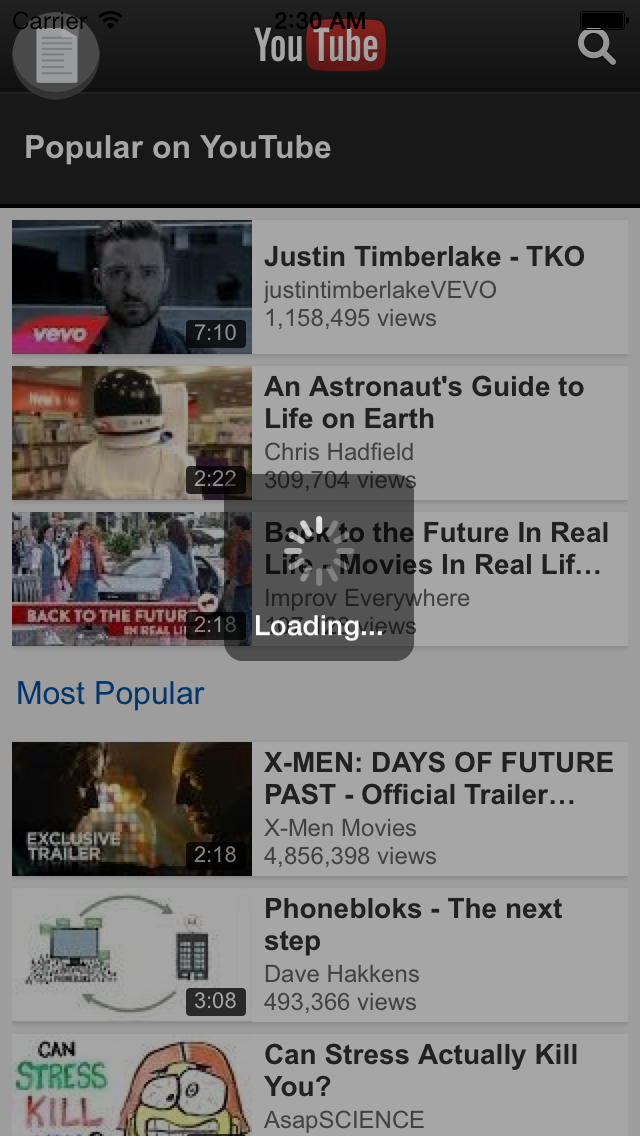 Carrier 2:30 AM
YouTube
Popular on YouTube
Justin Timberlake - TKO
justintimberlakeVEVO
1,158,495 views
vevo
7:10
An Astronaut's Guide to
Life on Earth
Chris Hadfield
309,704 views
2:22
Back to the Future In Real
Life - Movies In Real Lif...
Improv Everywhere
views
BACK TO THE FUTUR
IN REAL LI
2:18
Loading...
Most Popular
X-MEN: DAYS OF FUTURE
PAST - Official Trailer...
X-Men Movies
4,856,398 views
EXCLUSIVE
TRAILER
2:18
Phonebloks - The next
step
Dave Hakkens
493,366 views
3:08
Can Stress Actually Kill
You?
AsapSCIENCE
CAN
STRESS
KILL